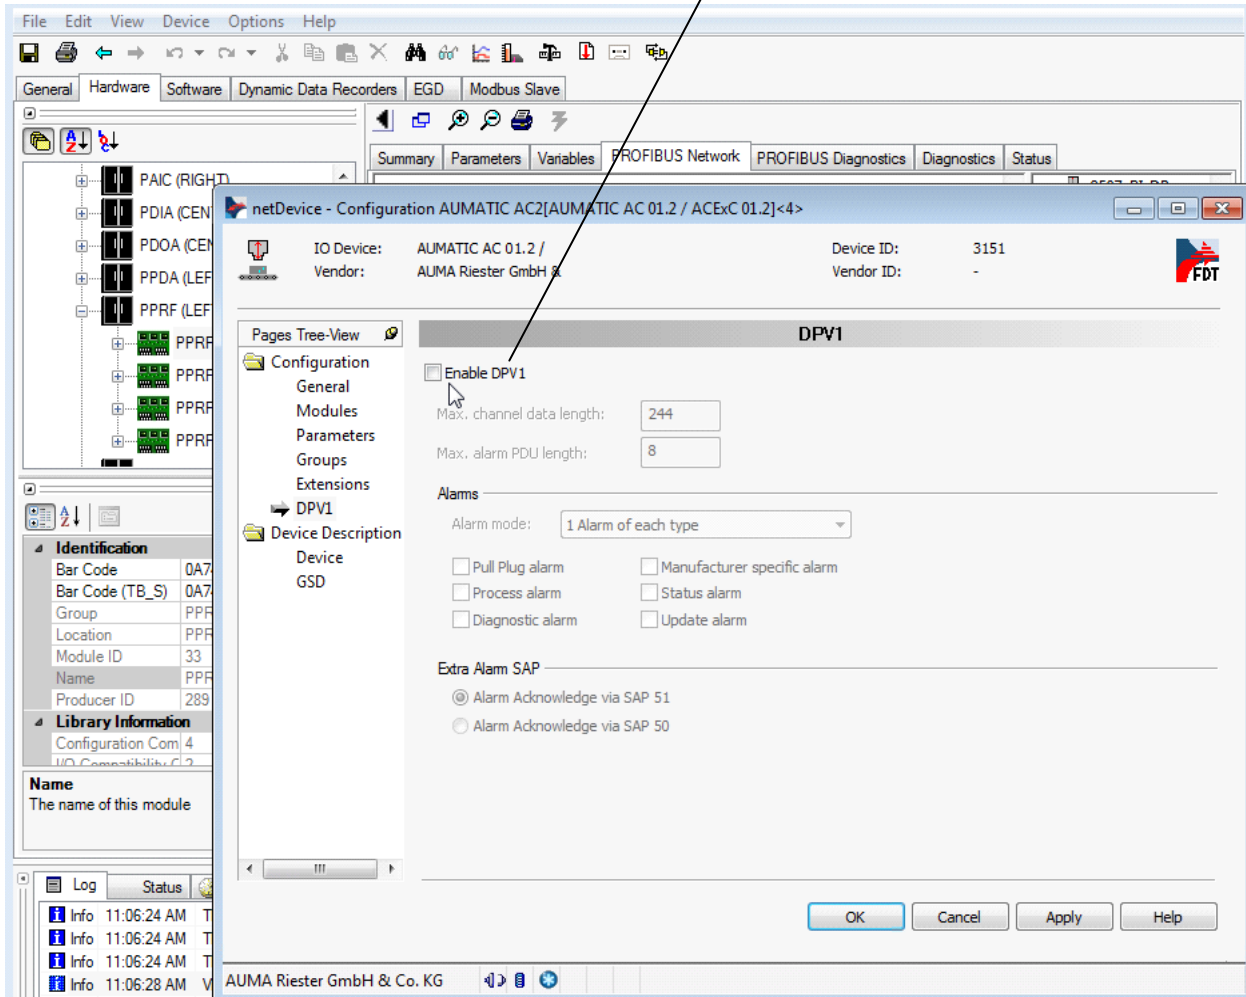 File Edit View Device Options Help
General Hardware Software Dynamic Data Recorders EGD Modbus Slave
Summary Parameters Variables PROFIBUS Network PROFIBUS Diagnostics Diagnostics Status
PAIC (RIGHT)
PDIA (CEN
PDOA (CEN
PPDA (LEF
PPRF (LEF
PPRF
PPRF
PPRF
PPRF
Identification
Bar Code 0A7
Bar Code (TB_S) 0A7
Group PPR
Location PPR
Module ID 33
Name PPR
Producer ID 289
Library Information
Configuration Com 4
I/O Compatibility C 2
Name
The name of this module
Log Status
Info 11:06:24 AM T
Info 11:06:24 AM T
Info 11:06:24 AM T
Info 11:06:28 AM V
netDevice - Configuration AUMATIC AC2[AUMATIC AC 01.2 / ACExC 01.2]<4>
IO Device: AUMATIC AC 01.2 / Device ID: 3151
Vendor: AUMA Riester GmbH & Vendor ID: -
FDT
Pages Tree-View
Configuration
General
Modules
Parameters
Groups
Extensions
DPV1
Device Description
Device
GSD
DPV1
Enable DPV1
Max. channel data length: 244
Max. alarm PDU length: 8
Alarms
Alarm mode: 1 Alarm of each type
Pull Plug alarm Manufacturer specific alarm
Process alarm Status alarm
Diagnostic alarm Update alarm
Extra Alarm SAP
Alarm Acknowledge via SAP 51
Alarm Acknowledge via SAP 50
OK Cancel Apply Help
AUMA Riester GmbH & Co. KG